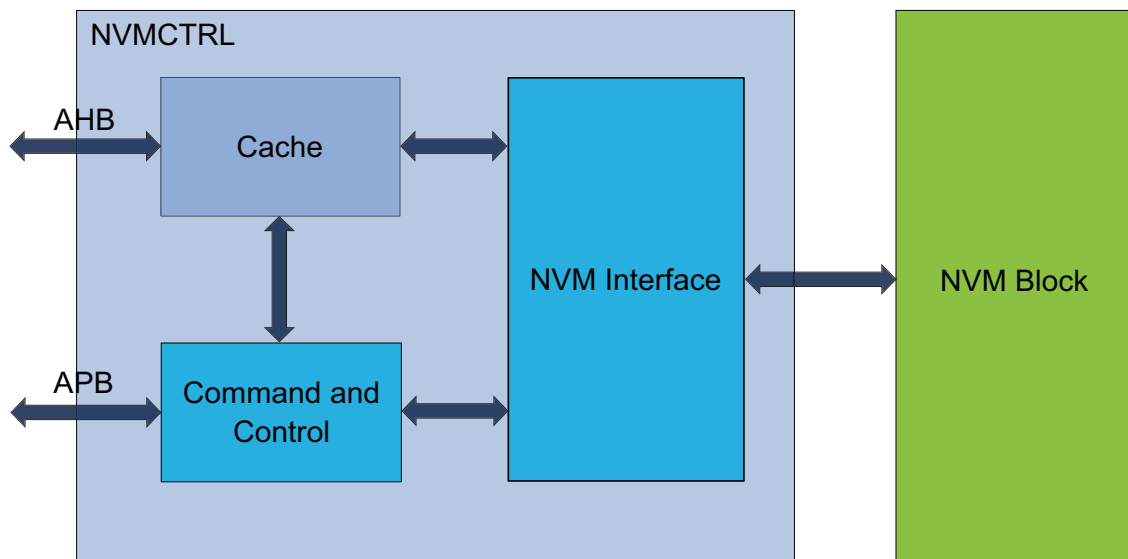 NVMCTRL
AHB
Cache
NVM Interface
NVM Block
APB
Command and
Control